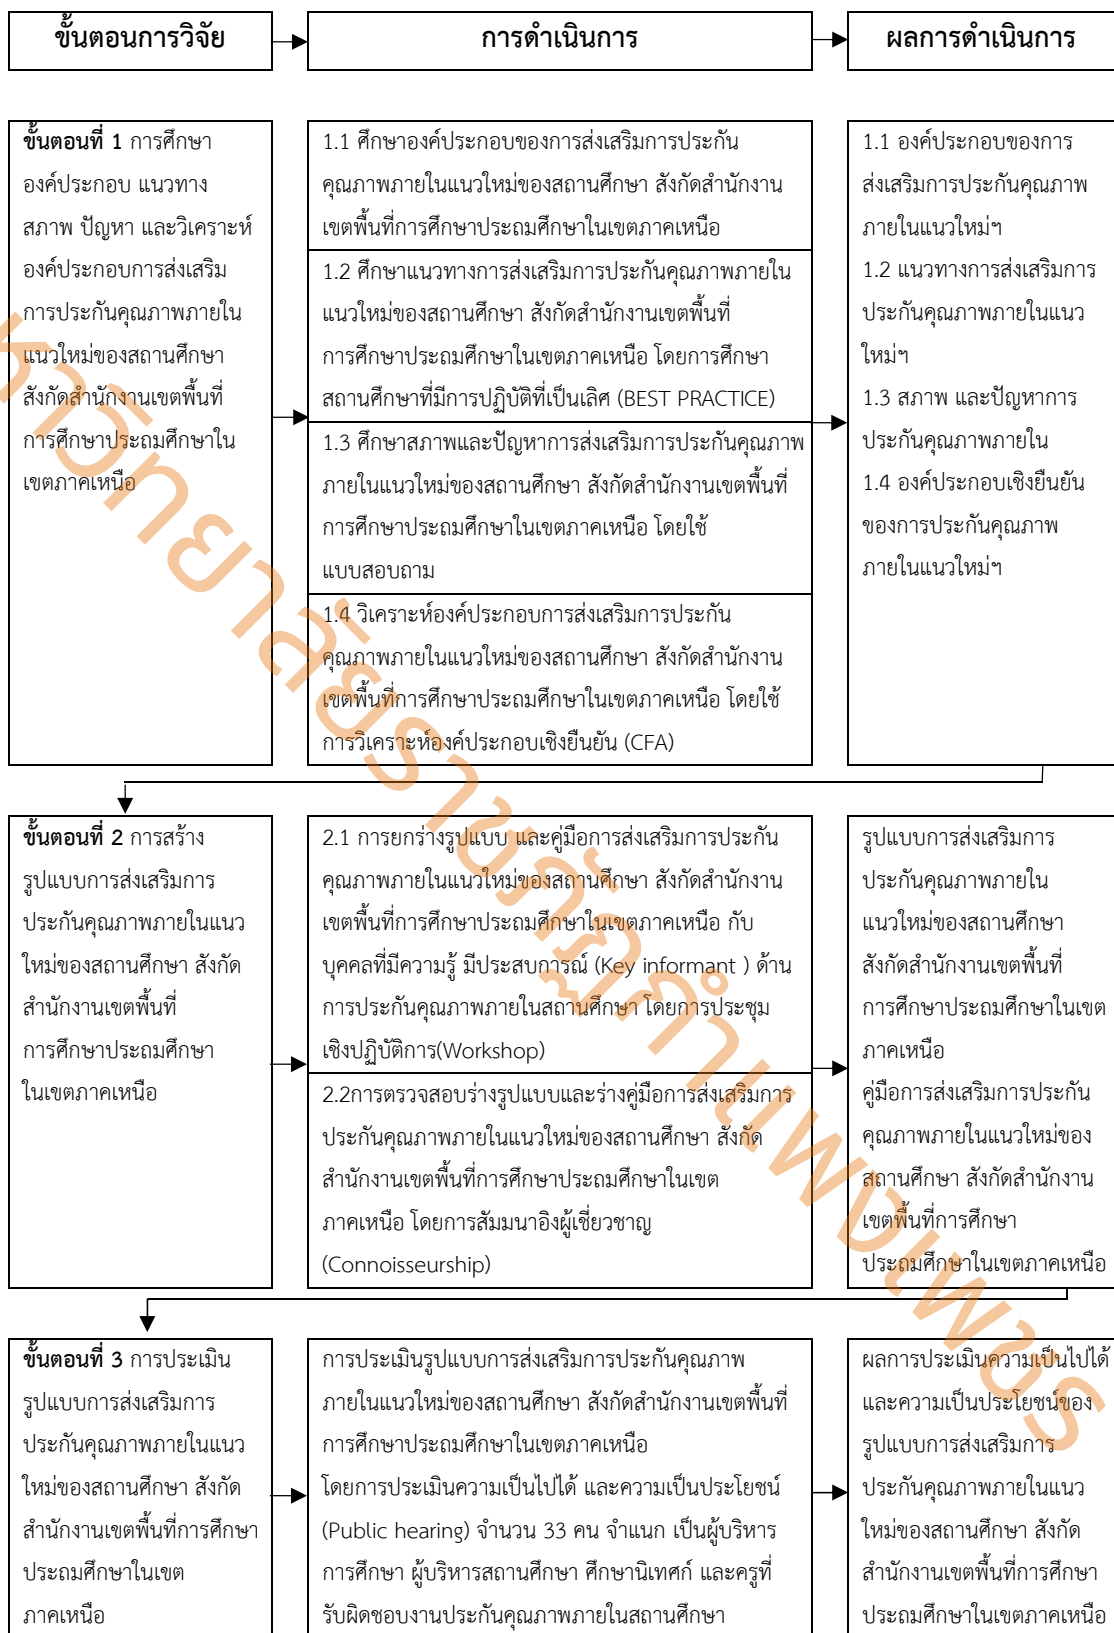 ขั้นตอนการวิจัย
การดำเนินการ
ผลการดำเนินการ
ขั้นตอนที่ 1 การศึกษา
องค์ประกอบ แนวทาง
สภาพ ปัญหา และวิเคราะห์
องค์ประกอบการส่งเสริม
การประกันคุณภาพภายใน
แนวใหม่ของสถานศึกษา
สังกัดสำนักงานเขตพื้นที่
การศึกษาประถมศึกษาใน
เขตภาคเหนือ
1.1 ศึกษาองค์ประกอบของการส่งเสริมการประกัน
คุณภาพภายในแนวใหม่ของสถานศึกษา สังกัดสำนักงาน
เขตพื้นที่การศึกษาประถมศึกษาในเขตภาคเหนือ
1.2 ศึกษาแนวทางการส่งเสริมการประกันคุณภาพภายใน
แนวใหม่ของสถานศึกษา สังกัดสำนักงานเขตพื้นที่
การศึกษาประถมศึกษาในเขตภาคเหนือ โดยการศึกษา
สถานศึกษาที่มีการปฏิบัติที่เป็นเลิศ (BEST PRACTICE)
1.3 ศึกษาสภาพและปัญหาการส่งเสริมการประกันคุณภาพ
ภายในแนวใหม่ของสถานศึกษา สังกัดสำนักงานเขตพื้นที่
การศึกษาประถมศึกษาในเขตภาคเหนือ โดยใช้
แบบสอบถาม
1.4 วิเคราะห์องค์ประกอบการส่งเสริมการประกัน
คุณภาพภายในแนวใหม่ของสถานศึกษา สังกัดสำนักงาน
เขตพื้นที่การศึกษาประถมศึกษาในเขตภาคเหนือ โดยใช้
การวิเคราะห์องค์ประกอบเชิงยืนยัน (CFA)
1.1 องค์ประกอบของการ
ส่งเสริมการประกันคุณภาพ
ภายในแนวใหม่ฯ
1.2 แนวทางการส่งเสริมการ
ประกันคุณภาพภายในแนว
ใหม่ฯ
1.3 สภาพ และปัญหาการ
ประกันคุณภาพภายใน
1.4 องค์ประกอบเชิงยืนยัน
ของการประกันคุณภาพ
ภายในแนวใหม่ฯ
ขั้นตอนที่ 2 การสร้าง
รูปแบบการส่งเสริมการ
ประกันคุณภาพภายในแนว
ใหม่ของสถานศึกษา สังกัด
สำนักงานเขตพื้นที่
การศึกษาประถมศึกษา
ในเขตภาคเหนือ
2.1 การยกร่างรูปแบบ และคู่มือการส่งเสริมการประกัน
คุณภาพภายในแนวใหม่ของสถานศึกษา สังกัดสำนักงาน
เขตพื้นที่การศึกษาประถมศึกษาในเขตภาคเหนือ กับ
บุคคลที่มีความรู้ มีประสบการณ์ (Key informant ) ด้าน
การประกันคุณภาพภายในสถานศึกษา โดยการประชุม
เชิงปฏิบัติการ(Workshop)
2.2การตรวจสอบร่างรูปแบบและร่างคู่มือการส่งเสริมการ
ประกันคุณภาพภายในแนวใหม่ของสถานศึกษา สังกัด
สำนักงานเขตพื้นที่การศึกษาประถมศึกษาในเขต
ภาคเหนือ โดยการสัมมนาอิงผู้เชี่ยวชาญ
(Connoisseurship)
รูปแบบการส่งเสริมการ
ประกันคุณภาพภายใน
แนวใหม่ของสถานศึกษา
สังกัดสำนักงานเขตพื้นที่
การศึกษาประถมศึกษาในเขต
ภาคเหนือ
คู่มือการส่งเสริมการประกัน
คุณภาพภายในแนวใหม่ของ
สถานศึกษา สังกัดสำนักงาน
เขตพื้นที่การศึกษา
ประถมศึกษาในเขตภาคเหนือ
ขั้นตอนที่ 3 การประเมิน
รูปแบบการส่งเสริมการ
ประกันคุณภาพภายในแนว
ใหม่ของสถานศึกษา สังกัด
สำนักงานเขตพื้นที่การศึกษา
ประถมศึกษาในเขต
ภาคเหนือ
การประเมินรูปแบบการส่งเสริมการประกันคุณภาพ
ภายในแนวใหม่ของสถานศึกษา สังกัดสำนักงานเขตพื้นที่
การศึกษาประถมศึกษาในเขตภาคเหนือ
โดยการประเมินความเป็นไปได้ และความเป็นประโยชน์
(Public hearing) จำนวน 33 คน จำแนก เป็นผู้บริหาร
การศึกษา ผู้บริหารสถานศึกษา ศึกษานิเทศก์ และครูที่
รับผิดชอบงานประกันคุณภาพภายในสถานศึกษา
ผลการประเมินความเป็นไปได้
และความเป็นประโยชน์ของ
รูปแบบการส่งเสริมการ
ประกันคุณภาพภายในแนว
ใหม่ของสถานศึกษา สังกัด
สำนักงานเขตพื้นที่การศึกษา
ประถมศึกษาในเขตภาคเหนือ
หาวิทยาลัยราชภัฏกำแพงเพชร